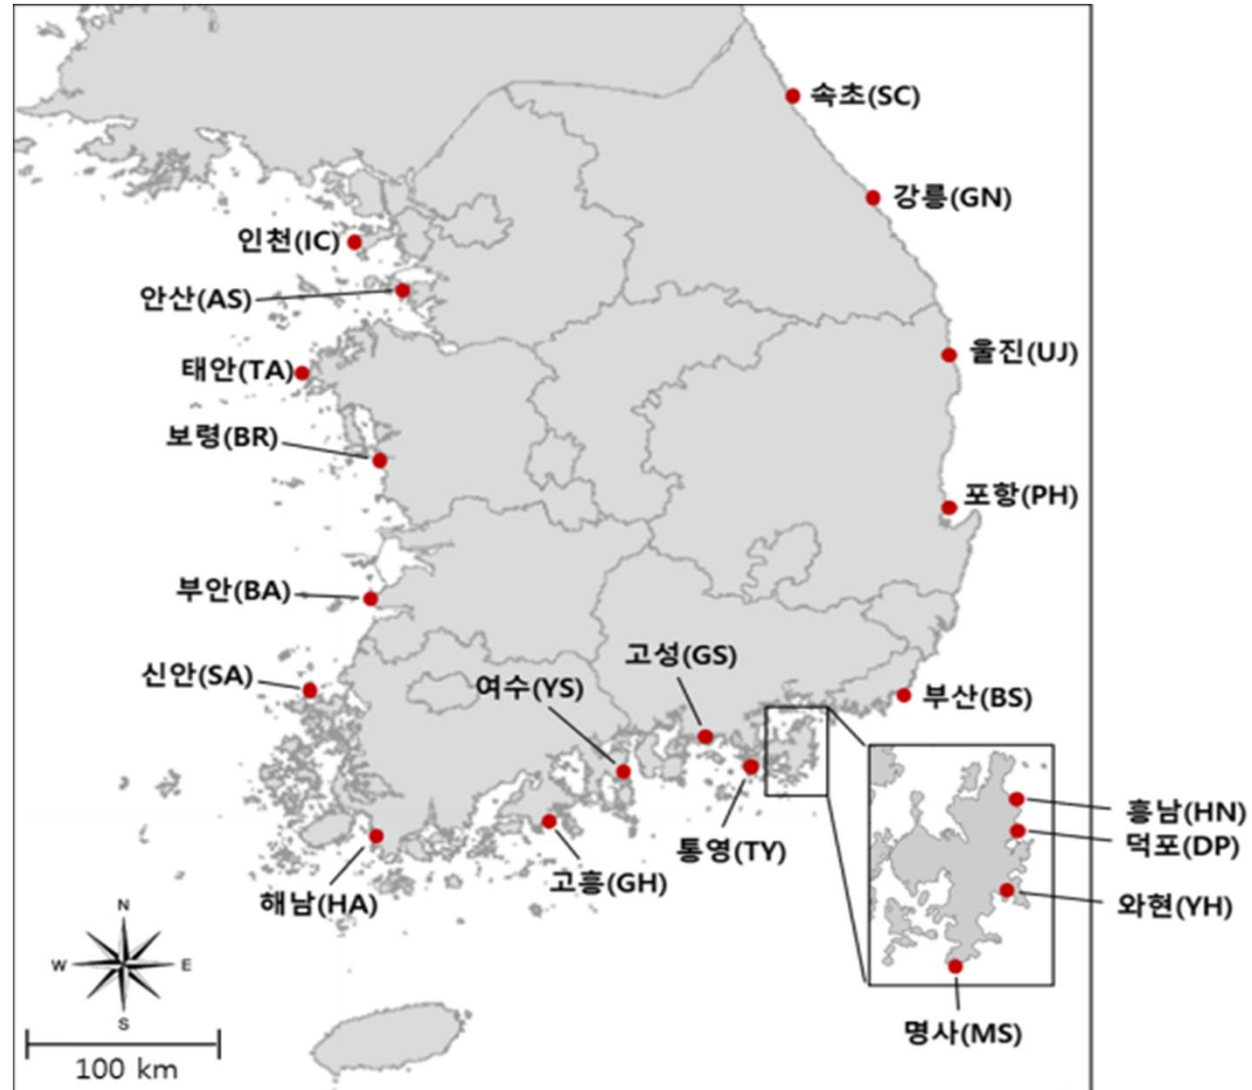 속초(SC)
강릉(GN)
인천(IC)
안산(AS)
울진(UJ)
태안(TA)
보령(BR)
포항(PH)
부안(BA)
고성(GS)
신안(SA)
여수(YS)
부산(BS)
흥남(HN)
덕포(DP)
통영(TY)
고흥(GH)
해남(HA)
와현(YH)
N
W
E
S
명사(MS)
100 km